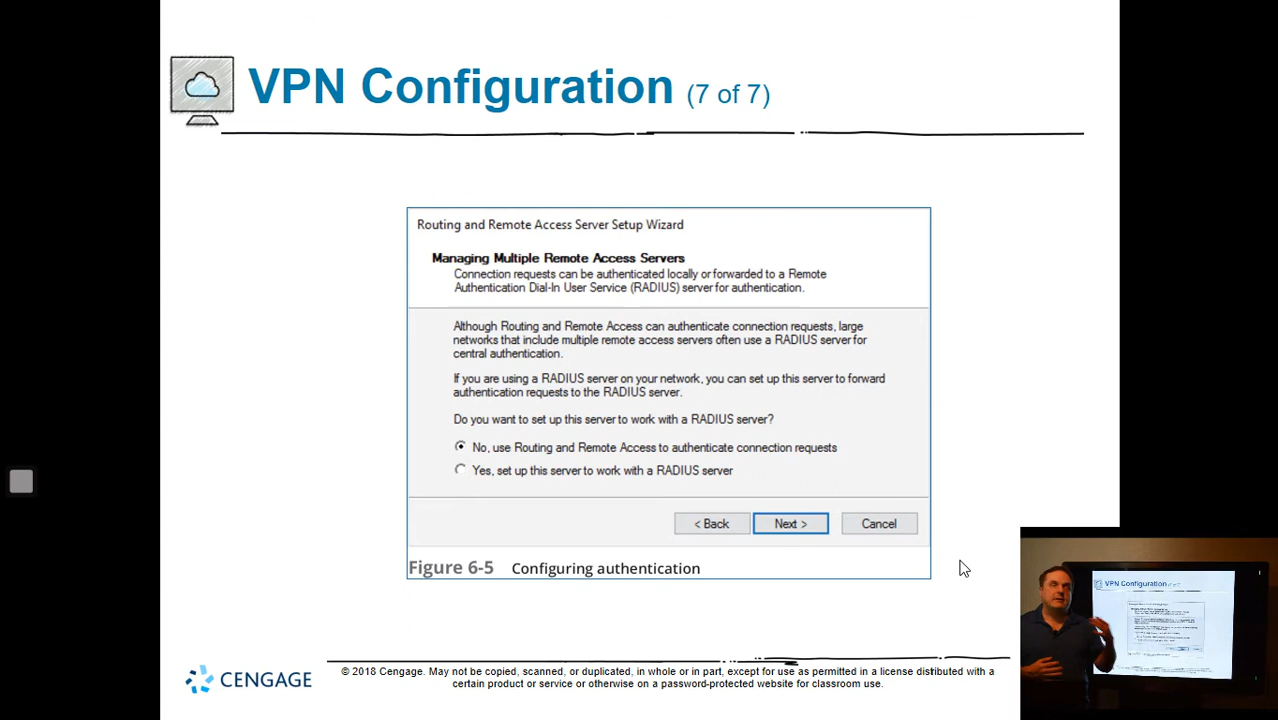 VPN Configuration (7 of 7)
Routing and Remote Access Server Setup Wizard
Managing Multiple Remote Access Servers
Connection requests can be authenticated locally or forwarded to a Remote
Authentication Dial-In User Service (RADIUS) server for authentication.
Although Routing and Remote Access can authenticate connection requests, large
networks that include multiple remote access servers often use a RADIUS server for
central authentication.
If you are using a RADIUS server on your network, you can set up this server to forward
authentication requests to the RADIUS server.
Do you want to set up this server to work with a RADIUS server?
No, use Routing and Remote Access to authenticate connection requests
Yes, set up this server to work with a RADIUS server
< Back Next > Cancel
Figure 6-5 Configuring authentication
VPN Configuration
CENGAGE
© 2018 Cengage. May not be copied, scanned, or duplicated, in whole or in part, except for use as permitted in a license distributed with a
certain product or service or otherwise on a password-protected website for classroom use.